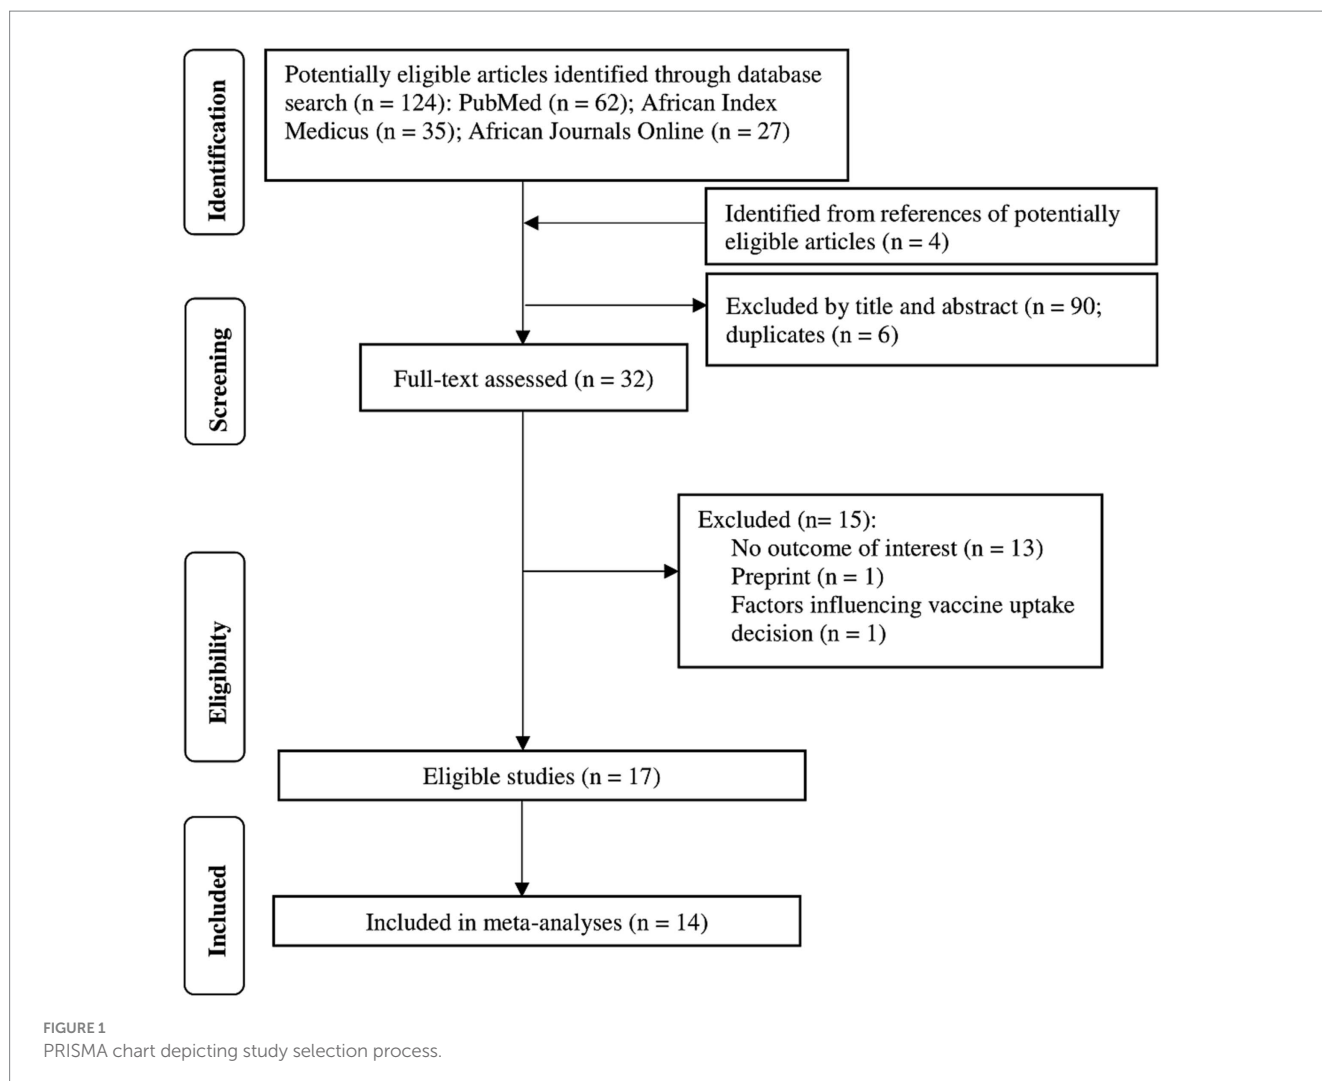 Identification
Potentially eligible articles identified through database
search (n = 124): PubMed (n = 62); African Index
Medicus (n = 35); African Journals Online (n = 27)
Identified from references of potentially
eligible articles (n = 4)
Screening
Excluded by title and abstract (n = 90;
duplicates (n = 6)
Full-text assessed (n = 32)
Eligibility
Excluded (n= 15):
No outcome of interest (n = 13)
Preprint (n = 1)
Factors influencing vaccine uptake
decision (n = 1)
Eligible studies (n = 17)
Included
Included in meta-analyses (n = 14)
FIGURE 1
PRISMA chart depicting study selection process.